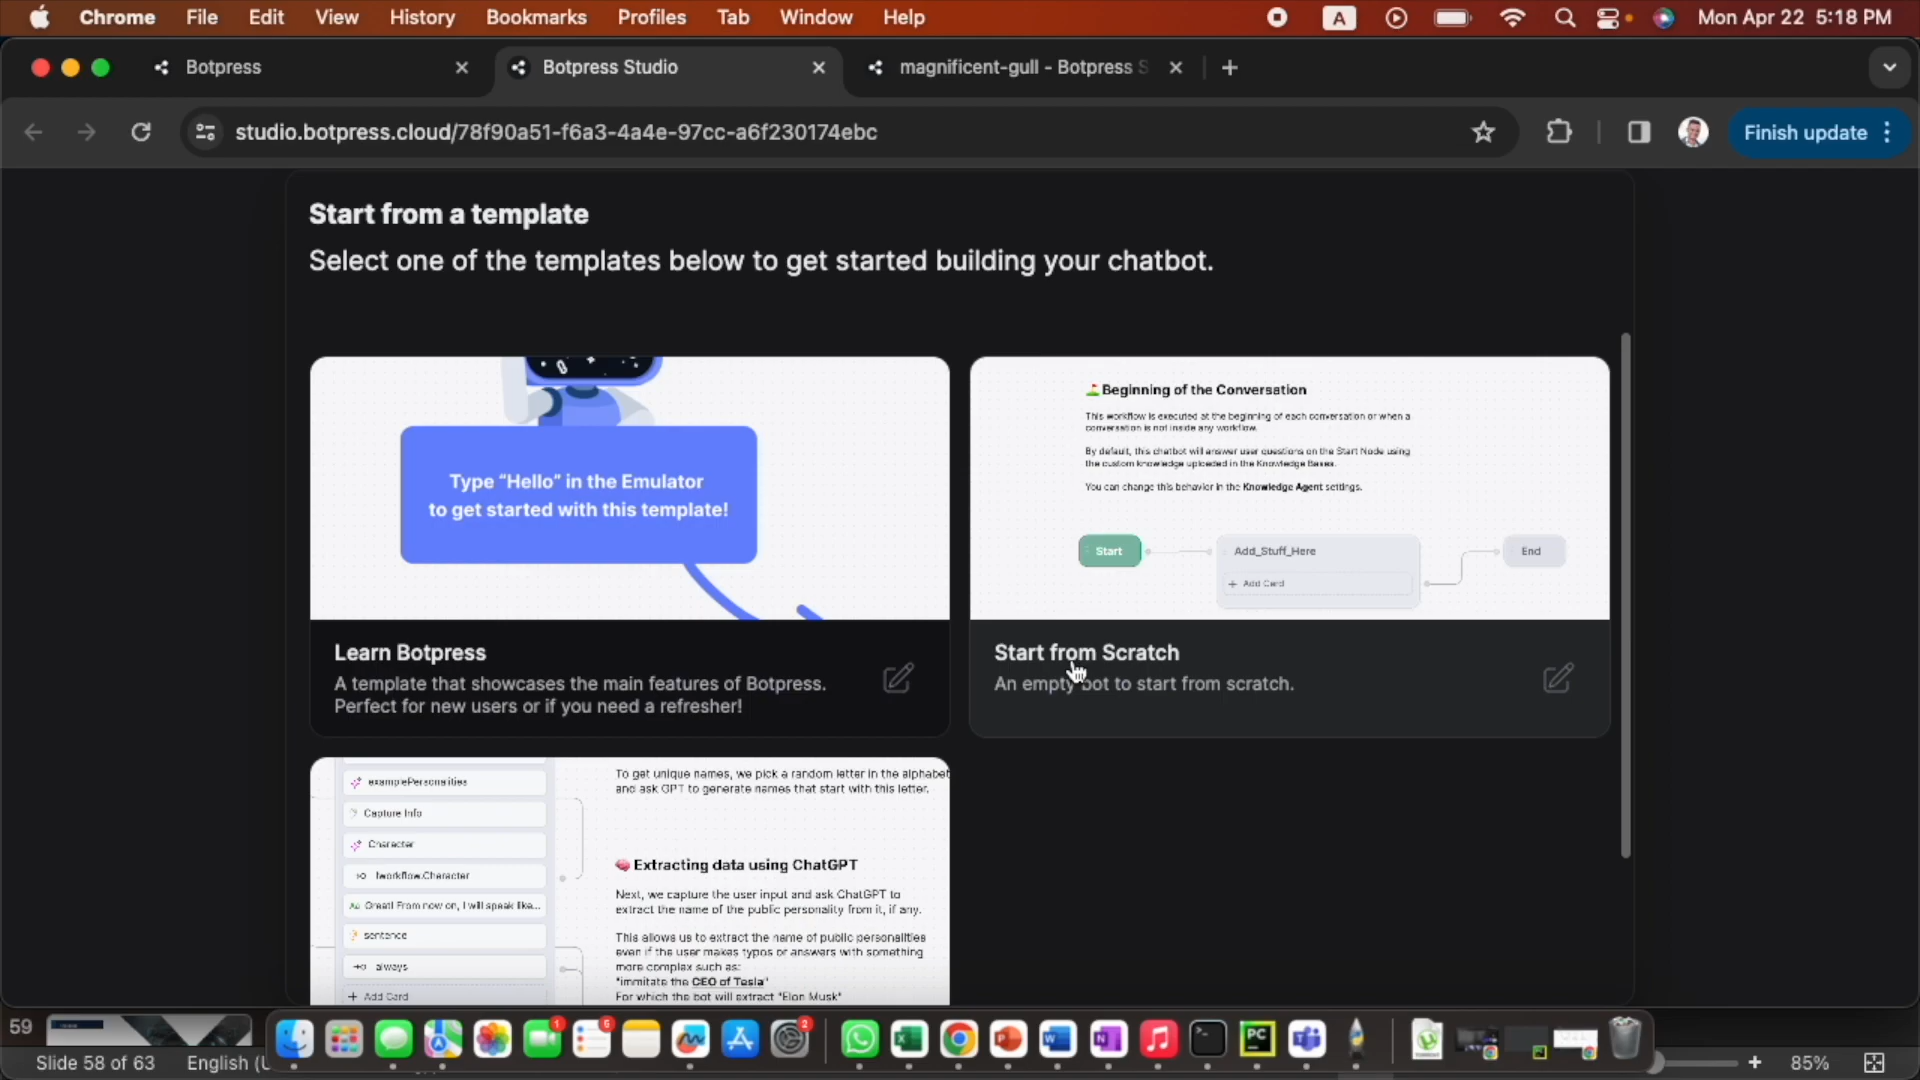 Chrome File Edit View History Bookmarks Profiles Tab Window Help A Mon Apr 22 5:18 PM
Botpress Botpress Studio magnificent-gull - Botpress S
studio.botpress.cloud/78f90a51-f6a3-4a4e-97cc-a6f230174ebc Finish update
Start from a template
Select one of the templates below to get started building your chatbot.
Type “Hello” in the Emulator
to get started with this template!
Learn Botpress
A template that showcases the main features of Botpress.
Perfect for new users or if you need a refresher!
Beginning of the Conversation
This workflow is executed at the beginning of each conversation or when a
conversation is not inside any workflow.
By default, this chatbot will answer user questions on the Start Node using
the custom knowledge uploaded in the Knowledge Bases.
You can change this behavior in the Knowledge Agent settings.
Start Add_Stuff_Here End
+ Add Card
Start from Scratch
An empty bot to start from scratch.
examplePersonalities
Capture Info
Character
!workflow.Character
Great! From now on, I will speak like...
sentence
always
+ Add Card
To get unique names, we pick a random letter in the alphabet
and ask GPT to generate names that start with this letter.
Extracting data using ChatGPT
Next, we capture the user input and ask ChatGPT to
extract the name of the public personality from it, if any.
This allows us to extract the name of public personalities
even if the user makes typos or answers with something
more complex such as:
"immitate the CEO of Tesla"
For which the bot will extract "Elon Musk"
59
1 5 2 PC
Slide 58 of 63 English (U 85%